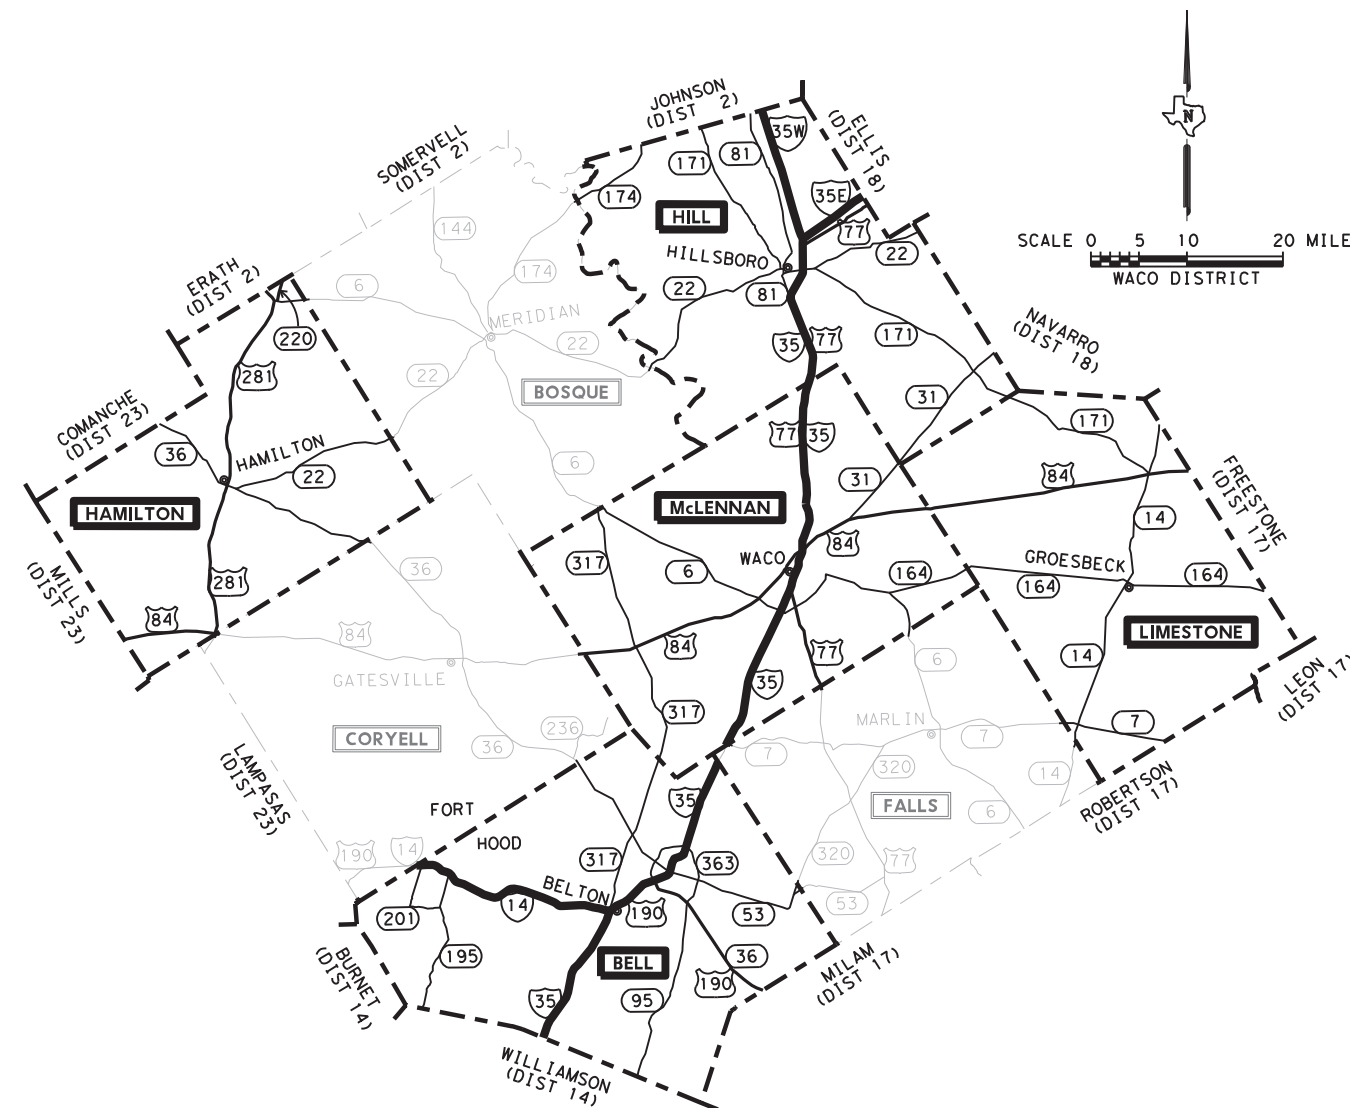 JOHNSON
(DIST 2)
35W
ELLIS
(DIST 18)
N
SOMERVELL
(DIST 2)
171
81
174
35E
HILL
144
77
SCALE 0 5 10 20 MILE
22
HILLSBORO
WACO DISTRICT
ERATH
(DIST 2)
174
6
22
81
MERIDIAN
NAVARRO
(DIST 18)
220
22
35
77
171
281
22
BOSQUE
31
COMANCHE
(DIST 23)
171
77
35
36
HAMILTON
22
6
31
84
FREESTONE
(DIST 17)
HAMILTON
McLENNAN
14
84
WACO
GROESBECK
317
6
36
164
164
164
MILLS
(DIST 23)
281
84
84
LIMESTONE
84
77
6
14
GATESVILLE
35
LEON
(DIST 17)
317
MARLIN
236
7
CORYELL
36
7
7
320
14
LAMPASAS
(DIST 23)
35
FALLS
ROBERTSON
(DIST 17)
FORT
HOOD
6
190
14
317
363
320
77
BELTON
201
14
190
53
53
195
BELL
36
BURNET
(DIST 14)
190
MILAM
(DIST 17)
35
95
WILLIAMSON
(DIST 14)